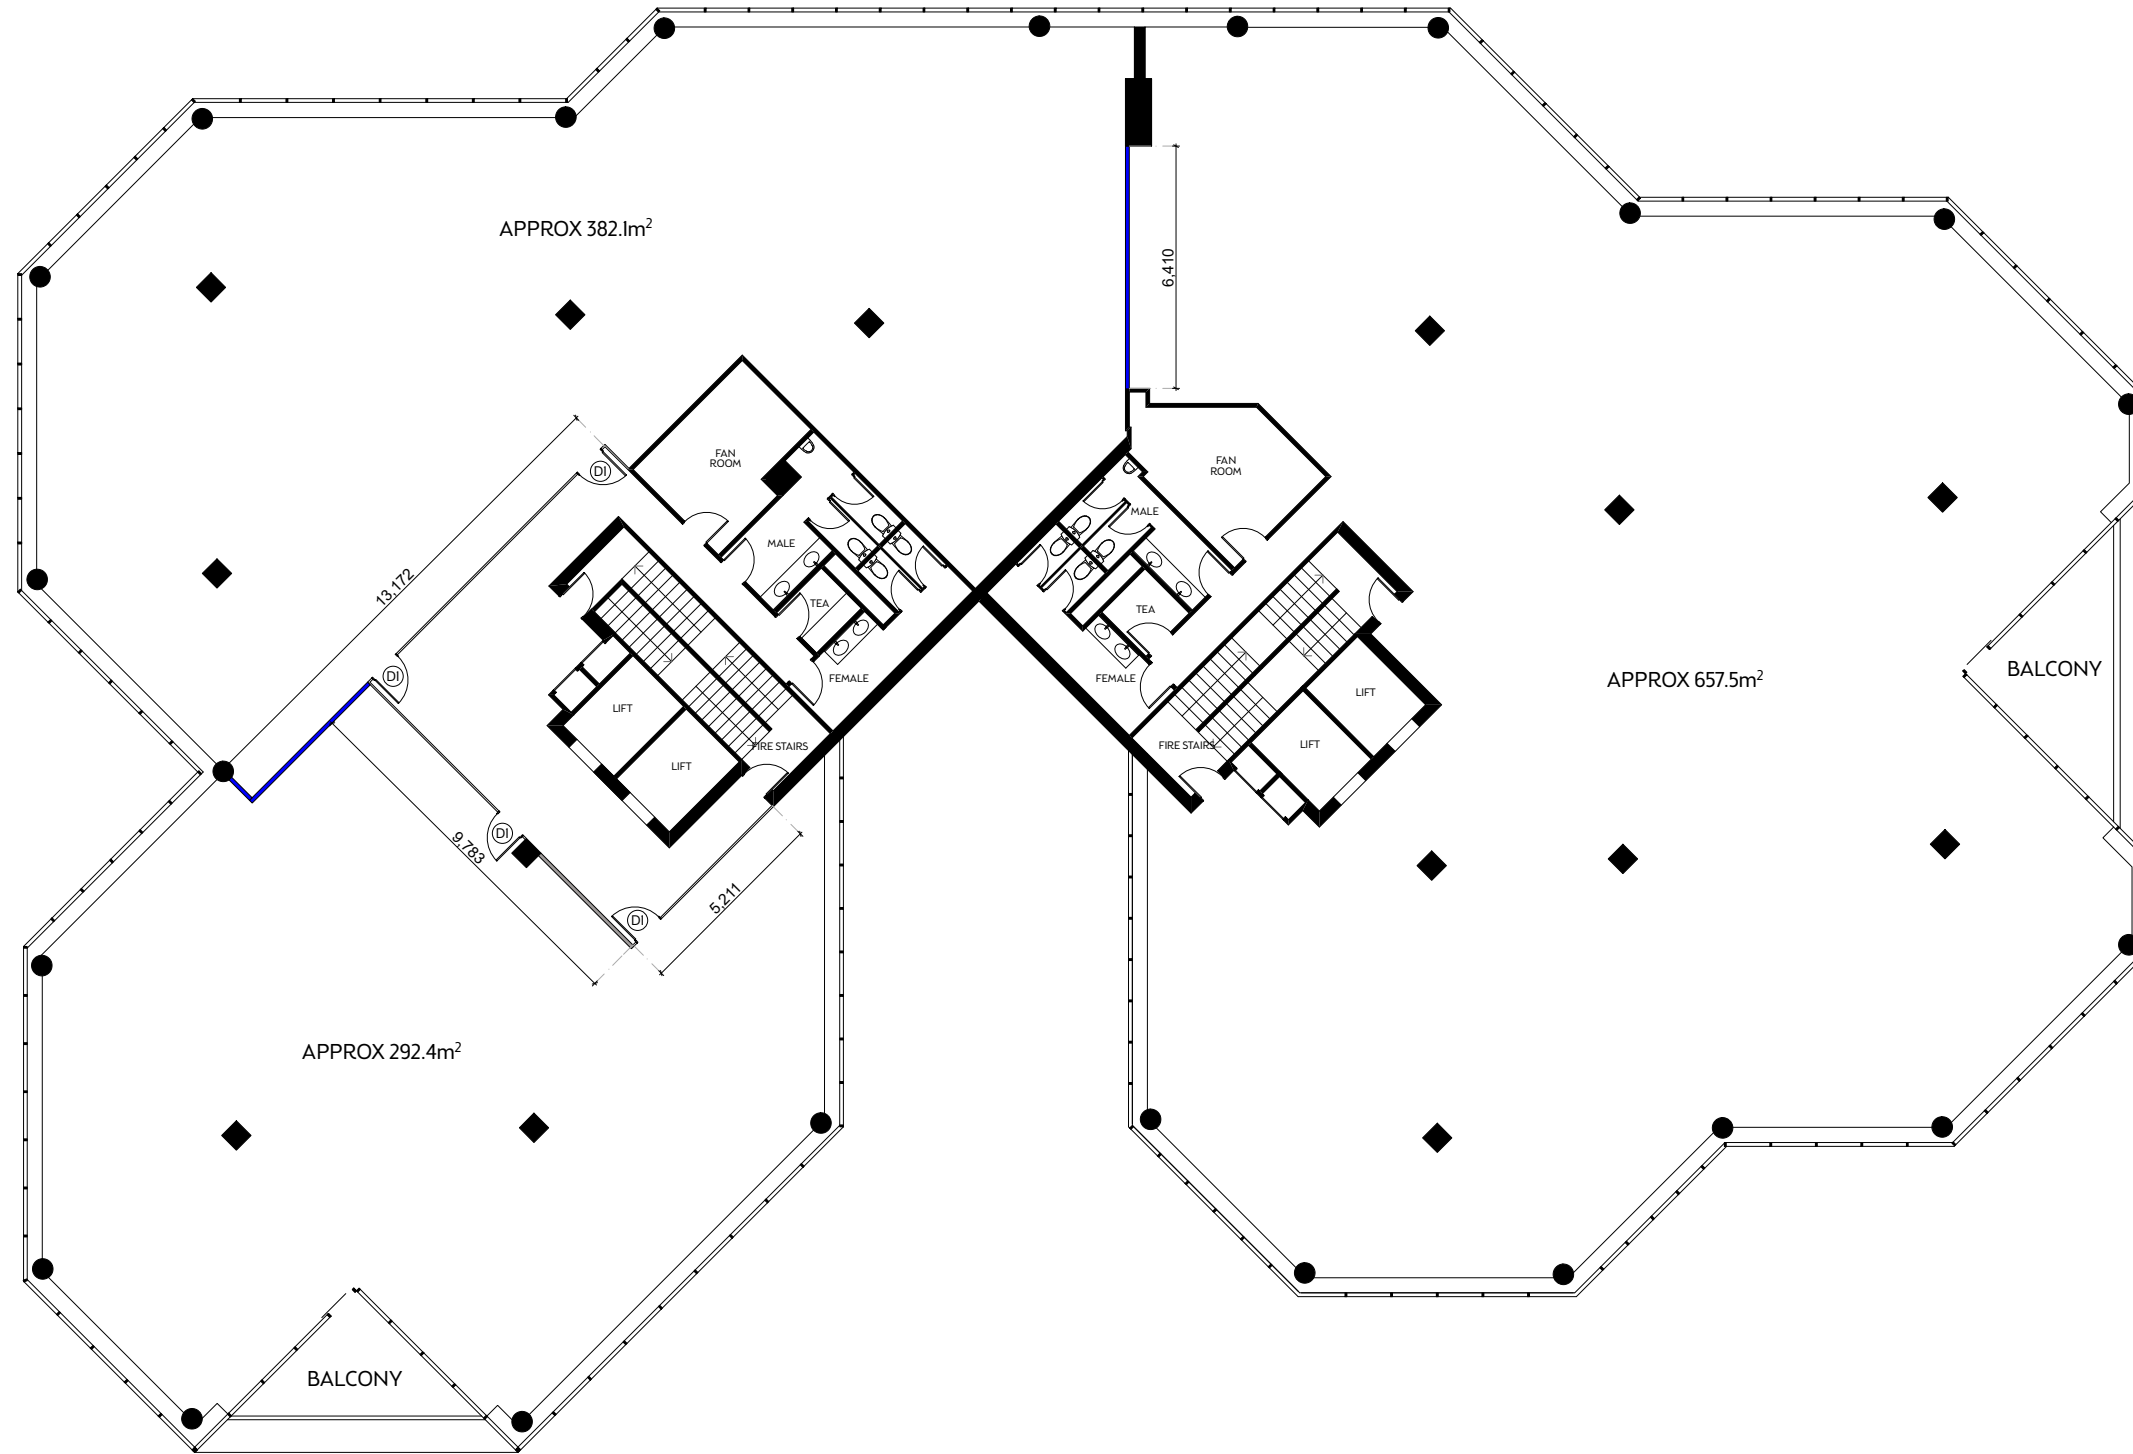 APPROX 382.1m²
6,410
FAN
ROOM
FAN
ROOM
DI
MALE
MALE
13,172
TEA
TEA
DI
FEMALE
FEMALE
APPROX 657.5m²
BALCONY
LIFT
LIFT
FIRE STAIRS
FIRE STAIRS
LIFT
LIFT
DI
9,783
5,211
DI
APPROX 292.4m²
BALCONY